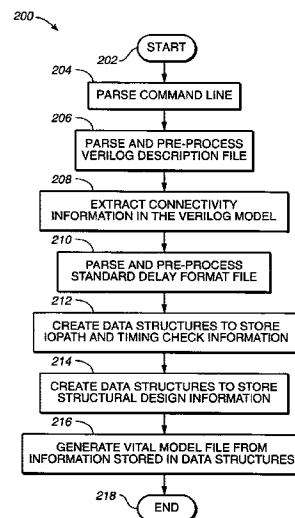 200
202
START
204
PARSE COMMAND LINE
206
PARSE AND PRE-PROCESS
VERILOG DESCRIPTION FILE
208
EXTRACT CONNECTIVITY
INFORMATION IN THE VERILOG MODEL
210
PARSE AND PRE-PROCESS
STANDARD DELAY FORMAT FILE
212
CREATE DATA STRUCTURES TO STORE
IOPATH AND TIMING CHECK INFORMATION
214
CREATE DATA STRUCTURES TO STORE
STRUCTURAL DESIGN INFORMATION
216
GENERATE VITAL MODEL FILE FROM
INFORMATION STORED IN DATA STRUCTURES
218
END